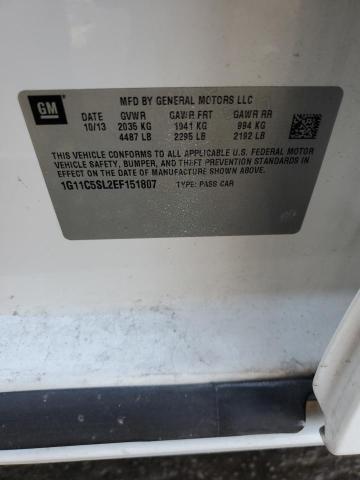 GM
MFD BY GENERAL MOTORS LLC
DATE GVWR GAWR FRT GAWR RR
10/13 2035 KG 1941 KG 994 KG
4487 LB 2295 LB 2192 LB
THIS VEHICLE CONFORMS TO ALL APPLICABLE U.S. FEDERAL MOTOR
VEHICLE SAFETY, BUMPER, AND THEFT PREVENTION STANDARDS IN
EFFECT ON THE DATE OF MANUFACTURE SHOWN ABOVE.
1G11C5SL2EF151807 TYPE: PASS CAR